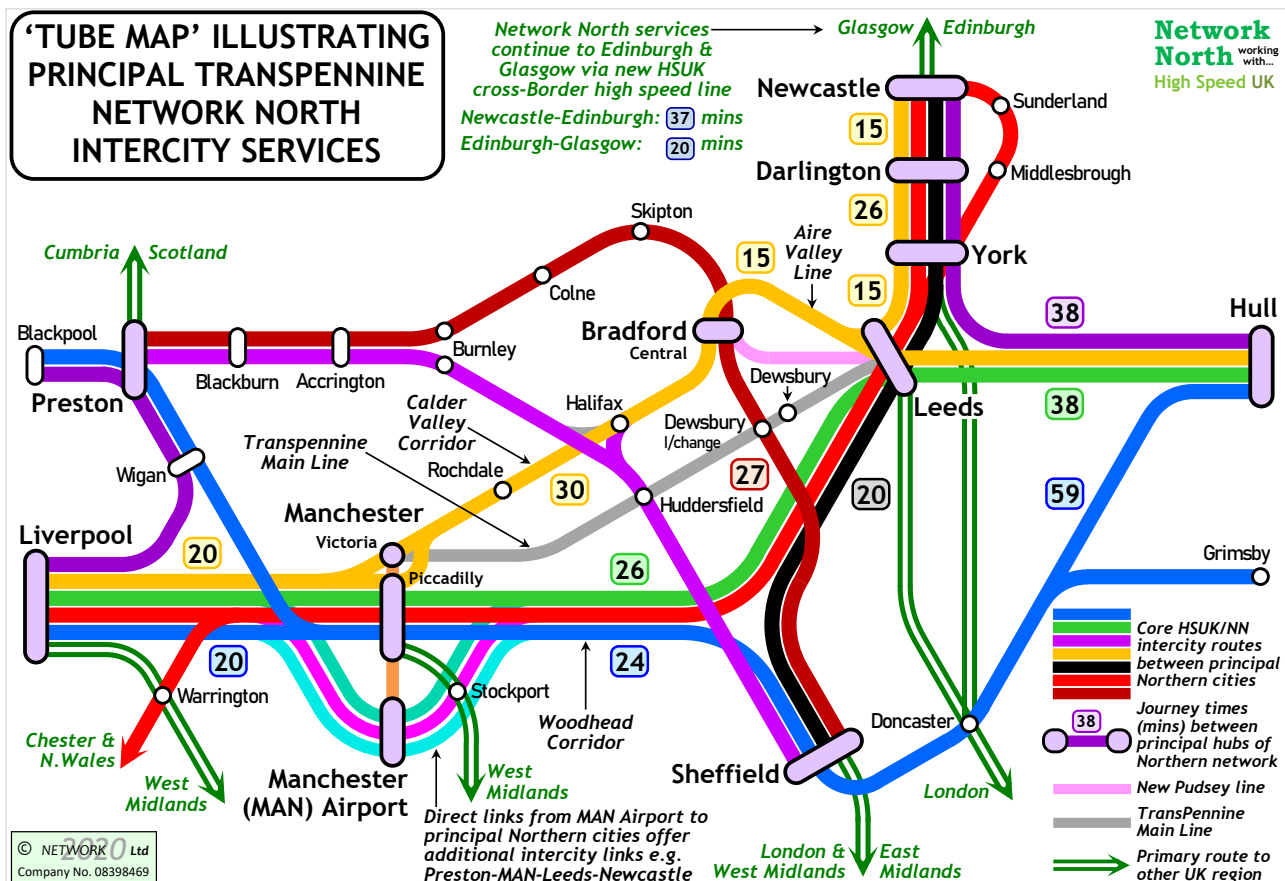 ‘TUBE MAP’ ILLUSTRATING
PRINCIPAL TRANSPENNINE
NETWORK NORTH
INTERCITY SERVICES
Network North services
continue to Edinburgh &
Glasgow via new HSUK
cross-Border high speed line
Newcastle-Edinburgh: 37 mins
Edinburgh-Glasgow: 20 mins
Glasgow Edinburgh
Network
North working
with...
High Speed UK
Newcastle
Sunderland
15
Darlington
Middlesbrough
26
York
Skipton
15
Aire
Valley
Line
15
Cumbria Scotland
Colne
Blackpool
Preston
Blackburn
Accrington
Burnley
Bradford
Central
38
Hull
Dewsbury
Leeds
38
Halifax
Dewsbury
I/change
Calder
Valley
Corridor
Transpennine
Main Line
Wigan
Rochdale
30
27
20
59
Huddersfield
Manchester
Victoria
Liverpool
20
Piccadilly
26
Grimsby
20
24
Warrington
Stockport
Woodhead
Corridor
Doncaster
Chester &
N.Wales
West
Midlands
Manchester
(MAN) Airport
West
Midlands
Sheffield
London
Direct links from MAN Airport to
principal Northern cities offer
additional intercity links e.g.
Preston-MAN-Leeds-Newcastle
London &
West Midlands
East
Midlands
Core HSUK/NN
intercity routes
between principal
Northern cities
38
Journey times
(mins) between
principal hubs of
Northern network
New Pudsey line
TransPennine
Main Line
Primary route to
other UK region
© NETWORK 2020 Ltd
Company No. 08398469